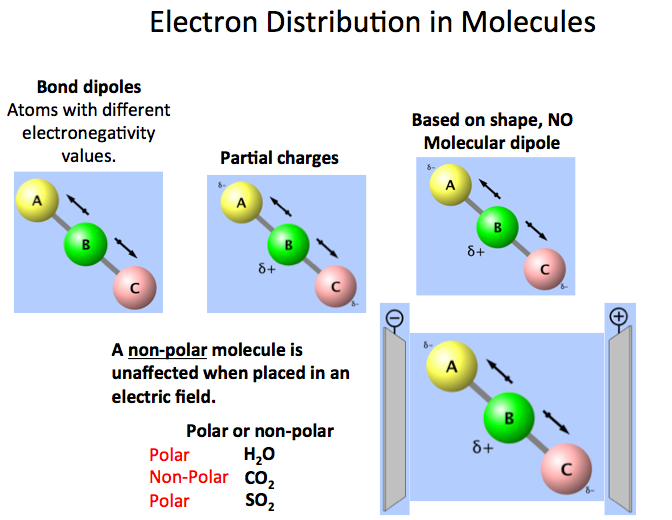 Electron Distribution in Molecules
Bond dipoles
Atoms with different
electronegativity
values.
Partial charges
Based on shape, NO
Molecular dipole
A
B
C
δ-
A
B
δ+
C
δ-
δ-
A
B
δ+
C
δ-
A non-polar molecule is
unaffected when placed in an
electric field.
Polar or non-polar
Polar H₂O
Non-Polar CO₂
Polar SO₂
−
+
δ-
A
B
δ+
C
δ-